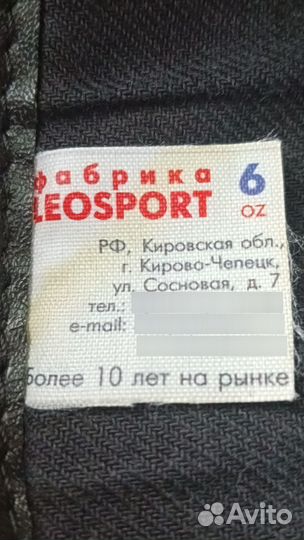 фабрика 6
LEOSPORT OZ
РФ, Кировская обл.,
г. Кирово-Чепецк,
ул. Сосновая, д. 7
тел.:
e-mail:
более 10 лет на рынке
Avito